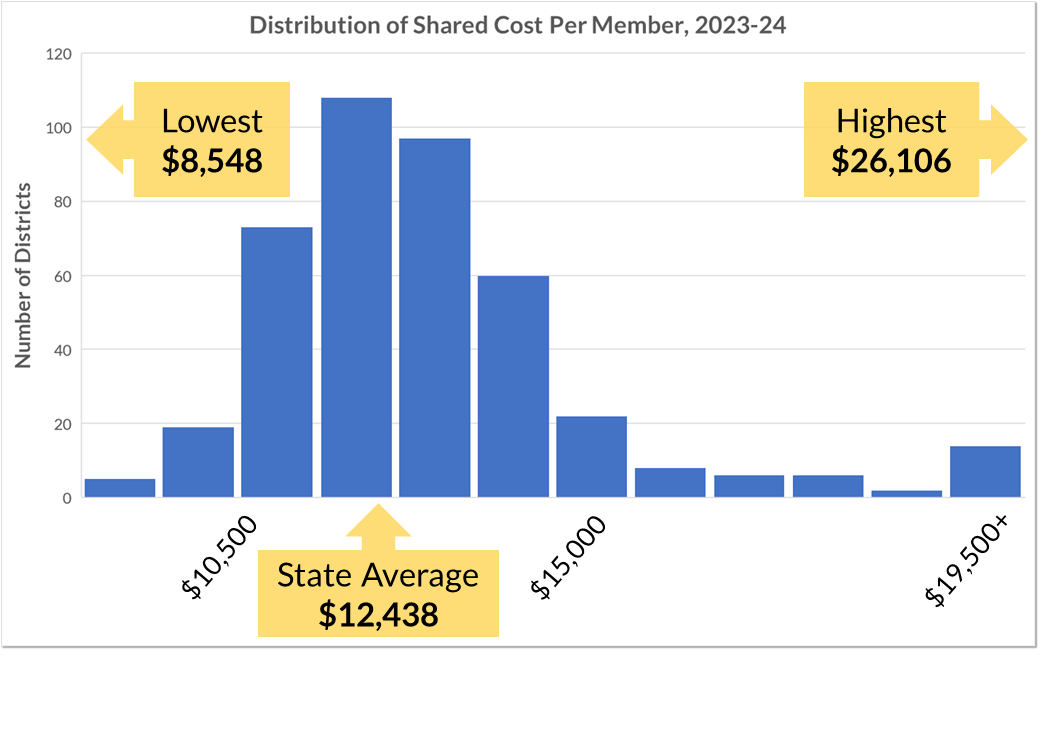 Distribution of Shared Cost Per Member, 2023-24
Number of Districts
120
100
80
60
40
20
0
Lowest
$8,548
Highest
$26,106
$10,500
$15,000
$19,500+
State Average
$12,438